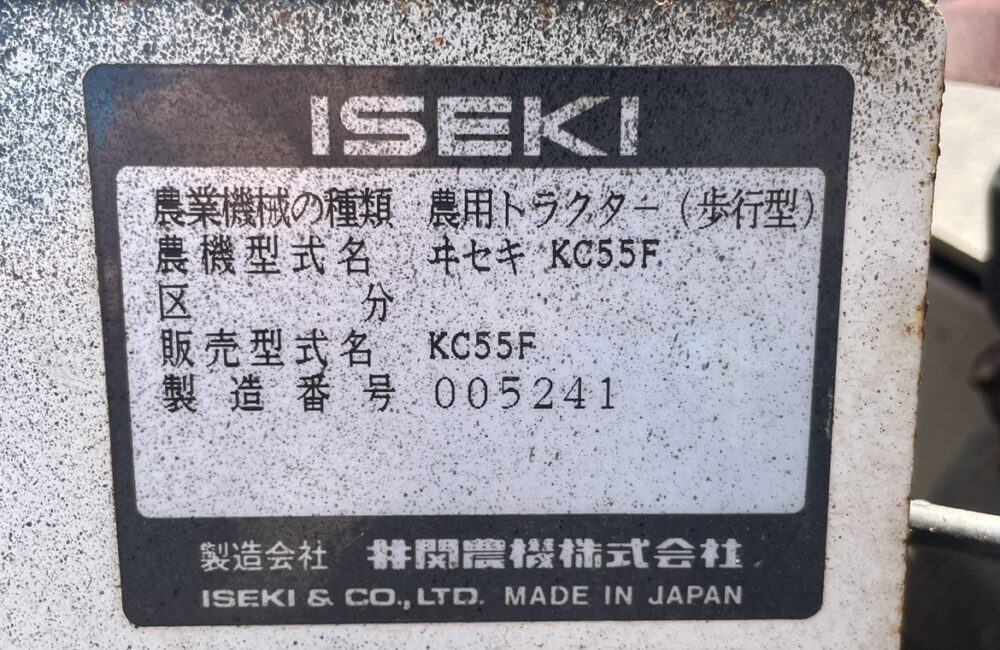 ISEKI
農業機械の種類 農用トラクター(歩行型)
農機型式名 ヰセキ KC55F
区分
販売型式名 KC55F
製造番号 005241
製造会社 井関農機株式会社
ISEKI & CO., LTD. MADE IN JAPAN